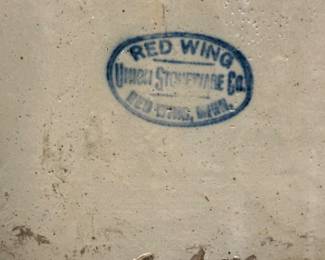 RED WING
UNION STONEWARE CO.
RED WING, MINN.